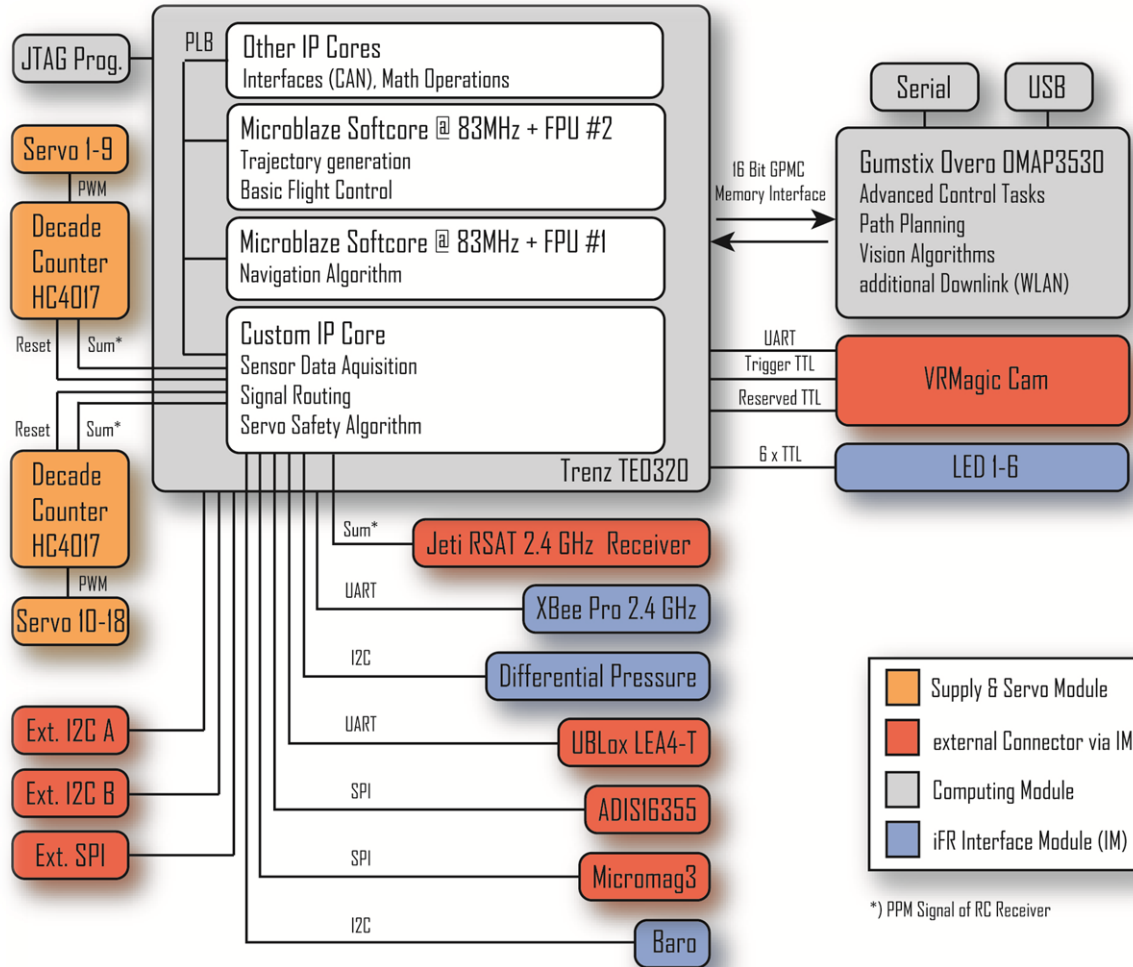 JTAG Prog.
PLB
Other IP Cores
Interfaces (CAN), Math Operations
Microblaze Softcore @ 83MHz + FPU #2
Trajectory generation
Basic Flight Control
Microblaze Softcore @ 83MHz + FPU #1
Navigation Algorithm
Custom IP Core
Sensor Data Aquisition
Signal Routing
Servo Safety Algorithm
Trenz TE0320
Servo 1-9
PWM
Decade
Counter
HC4017
Reset
Sum*
Reset
Sum*
Decade
Counter
HC4017
PWM
Servo 10-18
Ext. I2C A
Ext. I2C B
Ext. SPI
Serial
USB
16 Bit GPMC
Memory Interface
Gumstix Overo OMAP3530
Advanced Control Tasks
Path Planning
Vision Algorithms
additional Downlink (WLAN)
UART
Trigger TTL
Reserved TTL
VRMagic Cam
6 x TTL
LED 1-6
Sum*
Jeti RSAT 2.4 GHz Receiver
UART
XBee Pro 2.4 GHz
I2C
Differential Pressure
UART
UBLox LEA4-T
SPI
ADIS16355
SPI
Micromag3
I2C
Baro
Supply & Servo Module
external Connector via IM
Computing Module
iFR Interface Module (IM)
*) PPM Signal of RC Receiver